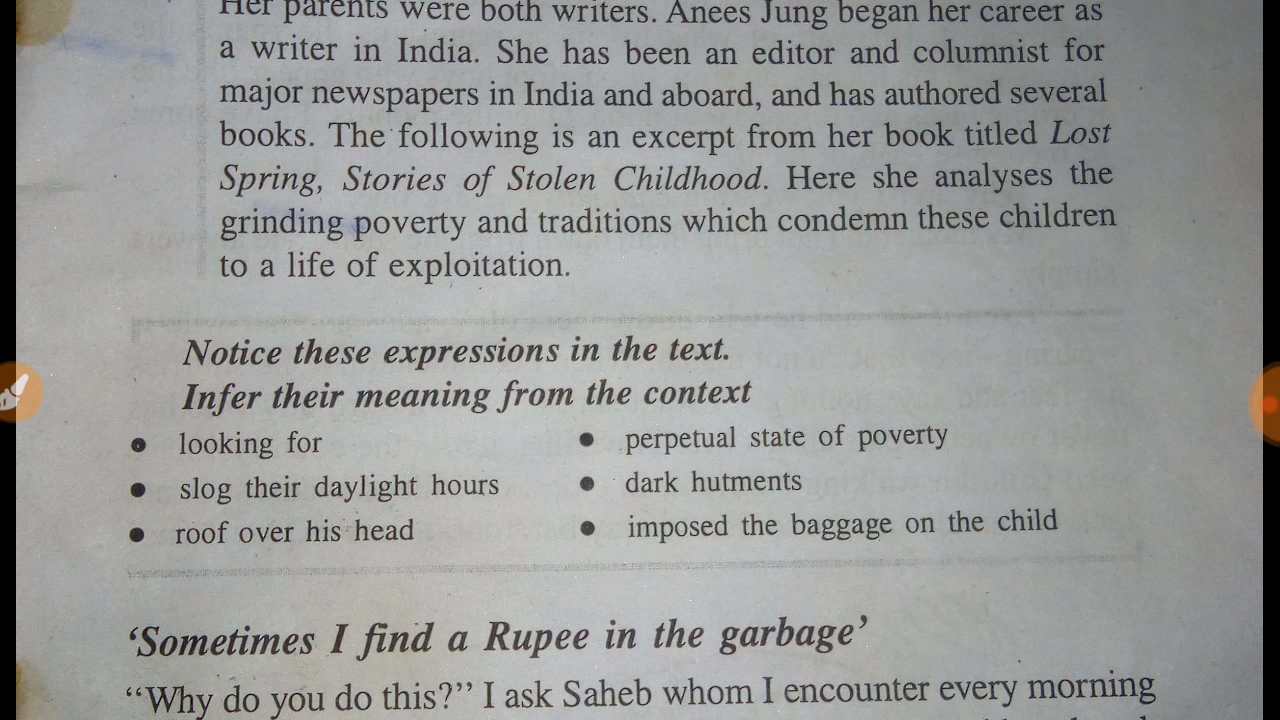 Her parents were both writers. Anees Jung began her career as
a writer in India. She has been an editor and columnist for
major newspapers in India and aboard, and has authored several
books. The following is an excerpt from her book titled Lost
Spring, Stories of Stolen Childhood. Here she analyses the
grinding poverty and traditions which condemn these children
to a life of exploitation.
Notice these expressions in the text.
Infer their meaning from the context
• looking for
• slog their daylight hours
• roof over his head
• perpetual state of poverty
• dark hutments
• imposed the baggage on the child
‘Sometimes I find a Rupee in the garbage’
“Why do you do this?” I ask Saheb whom I encounter every morning